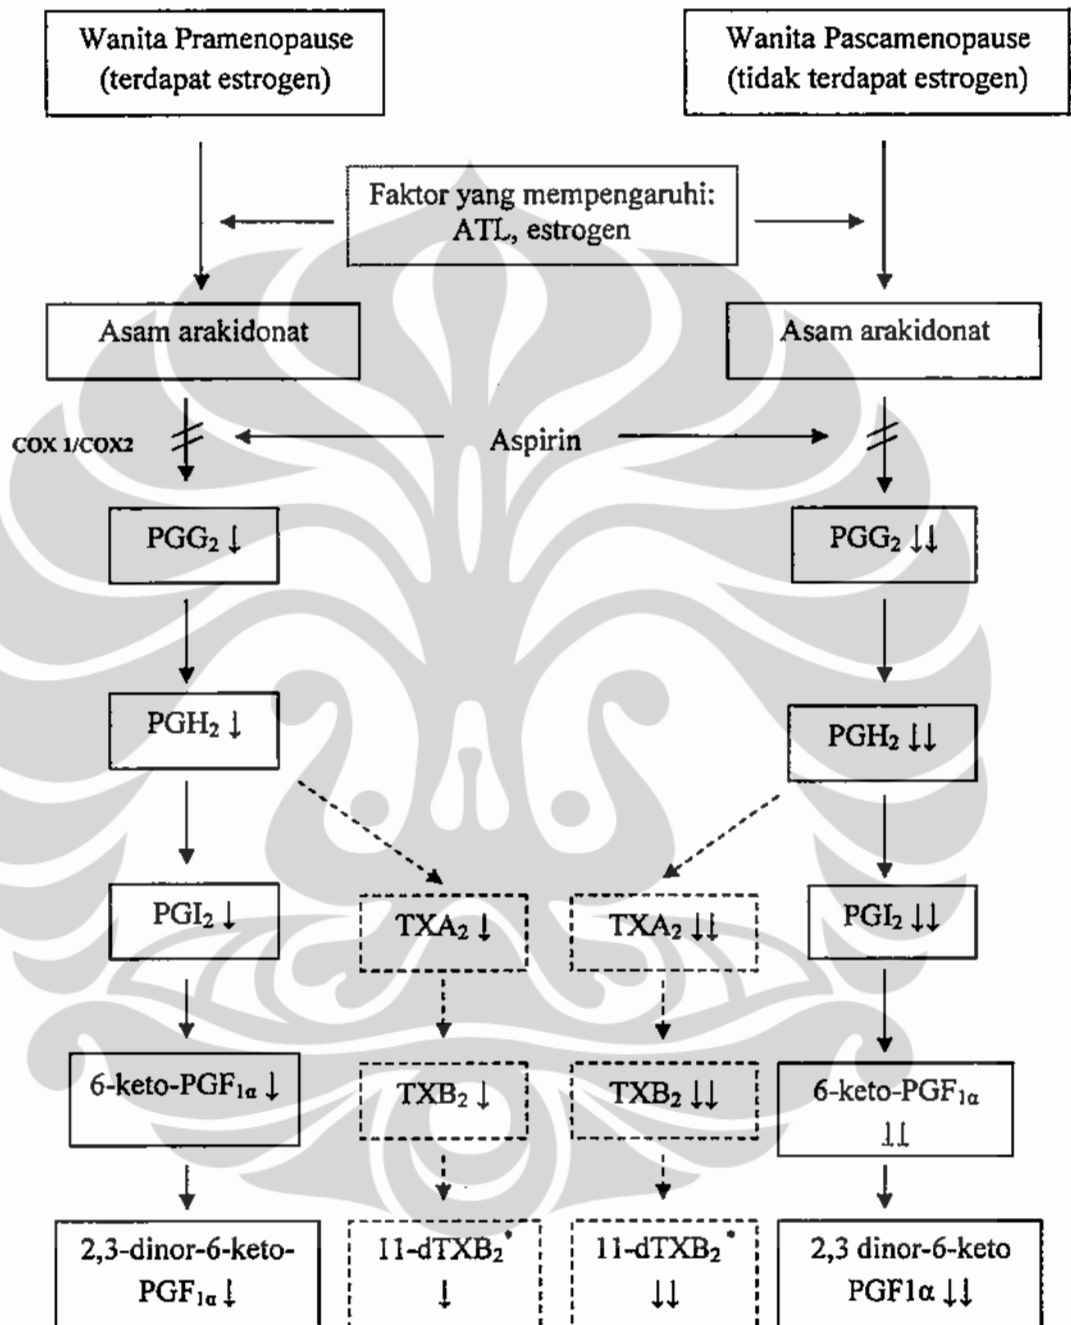 Wanita Pramenopause
(terdapat estrogen)
Wanita Pascamenopause
(tidak terdapat estrogen)
Faktor yang mempengaruhi:
ATL, estrogen
Asam arakidonat
Asam arakidonat
COX 1/COX2
Aspirin
PGG₂ ↓
PGG₂ ↓↓
PGH₂ ↓
PGH₂ ↓↓
PGI₂ ↓
TXA₂ ↓
TXA₂ ↓↓
PGI₂ ↓↓
6-keto-PGF₁α ↓
TXB₂ ↓
TXB₂ ↓↓
6-keto-PGF₁α
↓↓
2,3-dinor-6-keto-
PGF₁α ↓
11-dTXB₂*
↓
11-dTXB₂*
↓↓
2,3 dinor-6-keto
PGF1α ↓↓